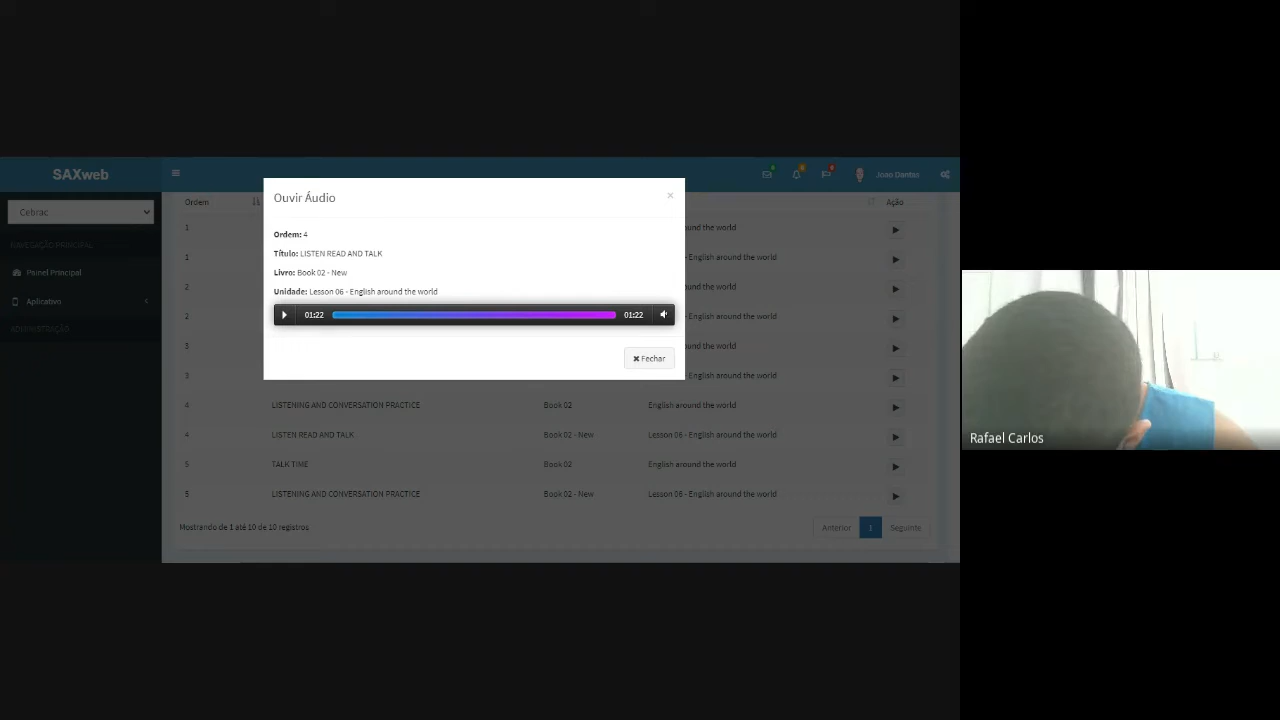 SAXweb
Joao Dantas
Cebrac
NAVEGAÇÃO PRINCIPAL
Painel Principal
Aplicativo
ADMINISTRAÇÃO
Ouvir Áudio
×
Ordem: 4
Título: LISTEN READ AND TALK
Livro: Book 02 - New
Unidade: Lesson 06 - English around the world
01:22 01:22
Fechar
Ordem Ação
1 und the world
1 - English around the world
2 und the world
2 - English around the world
3 und the world
3 - English around the world
4 LISTENING AND CONVERSATION PRACTICE Book 02 English around the world
4 LISTEN READ AND TALK Book 02 - New Lesson 06 - English around the world
5 TALK TIME Book 02 English around the world
5 LISTENING AND CONVERSATION PRACTICE Book 02 - New Lesson 06 - English around the world
Mostrando de 1 até 10 de 10 registros
Anterior 1 Seguinte
Rafael Carlos